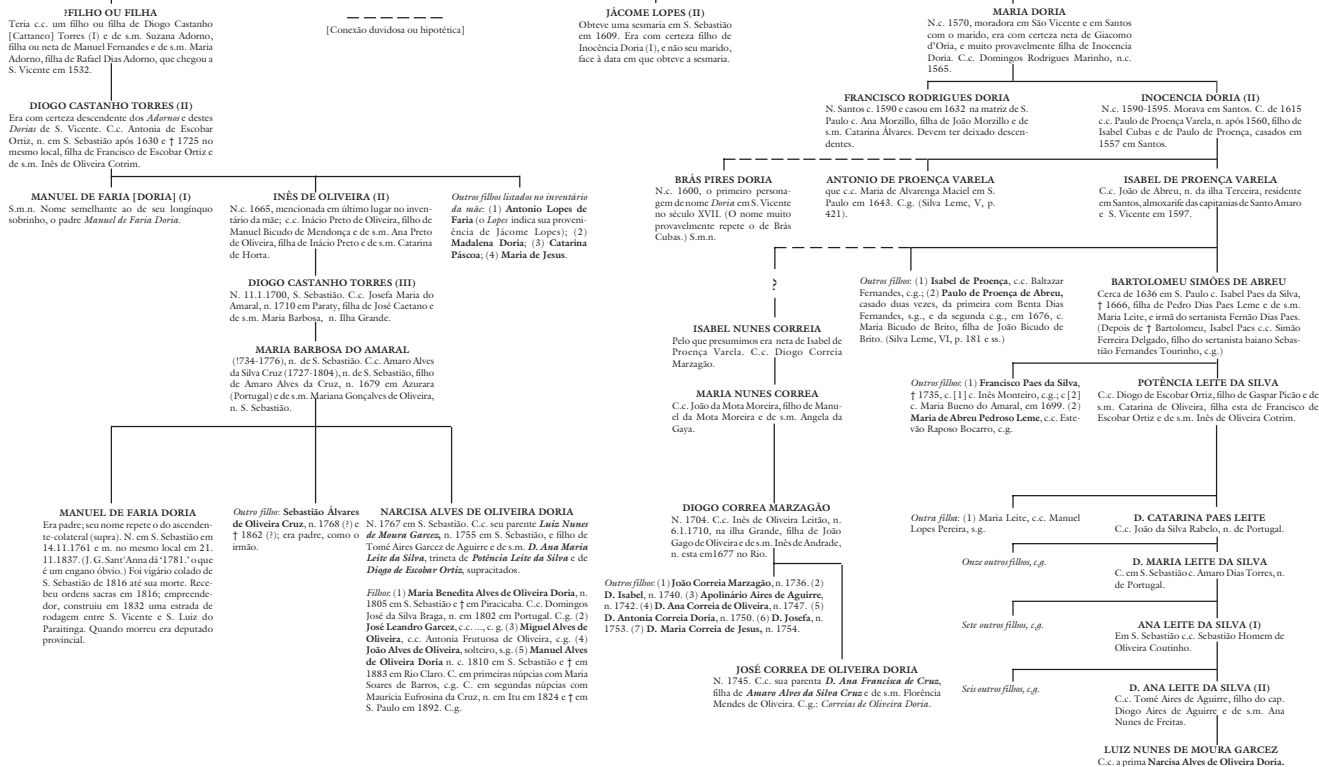 ?FILHO OU FILHA
Teria c.c. um filho ou filha de Diogo Castanho
[Cattaneo] Torres (I) e de s.m. Suzana Adorno,
filha ou neta de Manuel Fernandes e de s.m. Maria
Adorno, filha de Rafael Dias Adorno, que chegou a
S. Vicente em 1532.
[Conexão duvidosa ou hipotética]
JÁCOME LOPES (II)
Obteve uma sesmaria em S. Sebastião
em 1609. Era com certeza filho de
Inocência Doria (I), e não seu marido,
face à data em que obteve a sesmaria.
MARIA DORIA
N.c. 1570, moradora em São Vicente e em Santos
com o marido, era com certeza neta de Giacomo
d'Oria, e muito provavelmente filha de Inocencia
Doria. C.c. Domingos Rodrigues Marinho, n.c.
1565.
DIOGO CASTANHO TORRES (II)
Era com certeza descendente dos Adornos e destes
Dorias de S. Vicente. C.c. Antonia de Escobar
Ortiz, n. em S. Sebastião após 1630 e † 1725 no
mesmo local, filha de Francisco de Escobar Ortiz e
de s.m. Inês de Oliveira Cotrim.
FRANCISCO RODRIGUES DORIA
N. Santos c. 1590 e casou em 1632 na matriz de S.
Paulo c. Ana Morzillo, filha de João Morzillo e de
s.m. Catarina Álvares. Devem ter deixado descen-
dentes.
INOCENCIA DORIA (II)
N.c. 1590-1595. Morava em Santos. C. de 1615
c.c. Paulo de Proença Varela, n. após 1560, filho de
Isabel Cubas e de Paulo de Proença, casados em
1557 em Santos.
MANUEL DE FARIA [DORIA] (I)
S.m.n. Nome semelhante ao de seu longínquo
sobrinho, o padre Manuel de Faria Doria.
INÊS DE OLIVEIRA (II)
N.c. 1665, mencionada em último lugar no inven-
tário da mãe; c.c. Inácio Preto de Oliveira, filho de
Manuel Bicudo de Mendonça e de s.m. Ana Preto
de Oliveira, filha de Inácio Preto e de s.m. Catarina
de Horta.
Outros filhos listados no inventário
da mãe: (1) Antonio Lopes de
Faria (o Lopes indica sua proveni-
ência de Jácome Lopes); (2)
Madalena Doria; (3) Catarina
Páscoa; (4) Maria de Jesus.
BRÁS PIRES DORIA
N.c. 1600, o primeiro persona-
gem de nome Doria em S. Vicente
no século XVII. (O nome muito
provavelmente repete o de Brás
Cubas.) S.m.n.
ANTONIO DE PROENÇA VARELA
que c.c. Maria de Alvarenga Maciel em S.
Paulo em 1643. C.g. (Silva Leme, V, p.
421).
ISABEL DE PROENÇA VARELA
C.c. João de Abreu, n. da ilha Terceira, residente
em Santos, almoxarife das capitanias de Santo Amaro
e S. Vicente em 1597.
DIOGO CASTANHO TORRES (III)
N. 11.1.1700, S. Sebastião. C.c. Josefa Maria do
Amaral, n. 1710 em Paraty, filha de José Caetano e
de s.m. Maria Barbosa, n. Ilha Grande.
?
Outros filhos: (1) Isabel de Proença, c.c. Baltazar
Fernandes, c.g.; (2) Paulo de Proença de Abreu,
casado duas vezes, da primeira com Benta Dias
Fernandes, s.g., e da segunda c.g., em 1676, c.
Maria Bicudo de Brito, filha de João Bicudo de
Brito. (Silva Leme, VI, p. 181 e ss.)
BARTOLOMEU SIMÕES DE ABREU
Cerca de 1636 em S. Paulo c. Isabel Paes da Silva,
† 1666, filha de Pedro Dias Paes Leme e de s.m.
Maria Leite, e irmã do sertanista Fernão Dias Paes.
(Depois de † Bartolomeu, Isabel Paes c.c. Simão
Ferreira Delgado, filho do sertanista baiano Sebas-
tião Fernandes Tourinho, c.g.)
MARIA BARBOSA DO AMARAL
(!734-1776), n. de S. Sebastião. C.c. Amaro Alves
da Silva Cruz (1727-1804), n. de S. Sebastião, filho
de Amaro Alves da Cruz, n. 1679 em Azurara
(Portugal) e de s.m. Mariana Gonçalves de Oliveira,
n. S. Sebastião.
ISABEL NUNES CORREIA
Pelo que presumimos era neta de Isabel de
Proença Varela. C.c. Diogo Correia
Marzagão.
MARIA NUNES CORREA
C.c. João da Mota Moreira, filho de Manu-
el da Mota Moreira e de s.m. Angela da
Gaya.
Outros filhos: (1) Francisco Paes da Silva,
† 1735, c. [1] c. Inês Monteiro, c.g.; c [2]
c. Maria Bueno do Amaral, em 1699. (2)
Maria de Abreu Pedroso Leme, c.c. Este-
vão Raposo Bocarro, c.g.
POTÊNCIA LEITE DA SILVA
C.c. Diogo de Escobar Ortiz, filho de Gaspar Picão e de
s.m. Catarina de Oliveira, filha esta de Francisco de
Escobar Ortiz e de s.m. Inês de Oliveira Cotrim.
MANUEL DE FARIA DORIA
Era padre; seu nome repete o do ascenden-
te-colateral (supra). N. em S. Sebastião em
14.11.1761 e m. no mesmo local em 21.
11.1837. (J. G. Sant'Anna dá '1781.' o que
é um engano óbvio.) Foi vigário colado de
S. Sebastião de 1816 até sua morte. Rece-
beu ordens sacras em 1816; empreende-
dor, construiu em 1832 uma estrada de
rodagem entre S. Vicente e S. Luiz do
Paraitinga. Quando morreu era deputado
provincial.
Outro filho: Sebastião Álvares
de Oliveira Cruz, n. 1768 (?) e
† 1862 (?); era padre, como o
irmão.
NARCISA ALVES DE OLIVEIRA DORIA
N. 1767 em S. Sebastião. C.c. seu parente Luiz Nunes
de Moura Garcez, n. 1755 em S. Sebastião, e filho de
Tomé Aires Garcez de Aguirre e de s.m. D. Ana Maria
Leite da Silva, trineta de Potência Leite da Silva e de
Diogo de Escobar Ortiz, supracitados.
Filhos: (1) Maria Benedita Alves de Oliveira Doria, n.
1805 em S. Sebastião e † em Piracicaba. C.c. Domingos
José da Silva Braga, n. em 1802 em Portugal. C.g. (2)
José Leandro Garcez, c.c. ..., c. g. (3) Miguel Alves de
Oliveira, c.c. Antonia Frutuosa de Oliveira, c.g. (4)
João Alves de Oliveira, solteiro, s.g. (5) Manuel Alves
de Oliveira Doria n. c. 1810 em S. Sebastião e † em
1883 em Rio Claro. C. em primeiras núpcias com Maria
Soares de Barros, c.g. C. em segundas núpcias com
Maurícia Eufrosina da Cruz, n. em Itu em 1824 e † em
S. Paulo em 1892. C.g.
DIOGO CORREA MARZAGÃO
N. 1704. C.c. Inês de Oliveira Leitão, n.
6.1.1710, na ilha Grande, filha de João
Gago de Oliveira e de s.m. Inês de Andrade,
n. esta em1677 no Rio.
Outros filhos: (1) João Correia Marzagão, n. 1736. (2)
D. Isabel, n. 1740. (3) Apolinário Aires de Aguirre,
n. 1742. (4) D. Ana Correia de Oliveira, n. 1747. (5)
D. Antonia Correia Doria, n. 1750. (6) D. Josefa, n.
1753. (7) D. Maria Correia de Jesus, n. 1754.
JOSÉ CORREA DE OLIVEIRA DORIA
N. 1745. C.c. sua parenta D. Ana Francisca de Cruz,
filha de Amaro Alves da Silva Cruz e de s.m. Florência
Mendes de Oliveira. C.g.: Correias de Oliveira Doria.
Outra filha: (1) Maria Leite, c.c. Manuel
Lopes Pereira, s.g.
D. CATARINA PAES LEITE
C.c. João da Silva Rabelo, n. de Portugal.
Onze outros filhos, c.g.
D. MARIA LEITE DA SILVA
C. em S. Sebastião c. Amaro Dias Torres, n.
de Portugal.
Sete outros filhos, c.g.
ANA LEITE DA SILVA (I)
Em S. Sebastião c.c. Sebastião Homem de
Oliveira Coutinho.
Seis outros filhos, c.g.
D. ANA LEITE DA SILVA (II)
C.c. Tomé Aires de Aguirre, filho do cap.
Diogo Aires de Aguirre e de s.m. Ana
Nunes de Freitas.
LUIZ NUNES DE MOURA GARCEZ
C.c. a prima Narcisa Alves de Oliveira Doria.